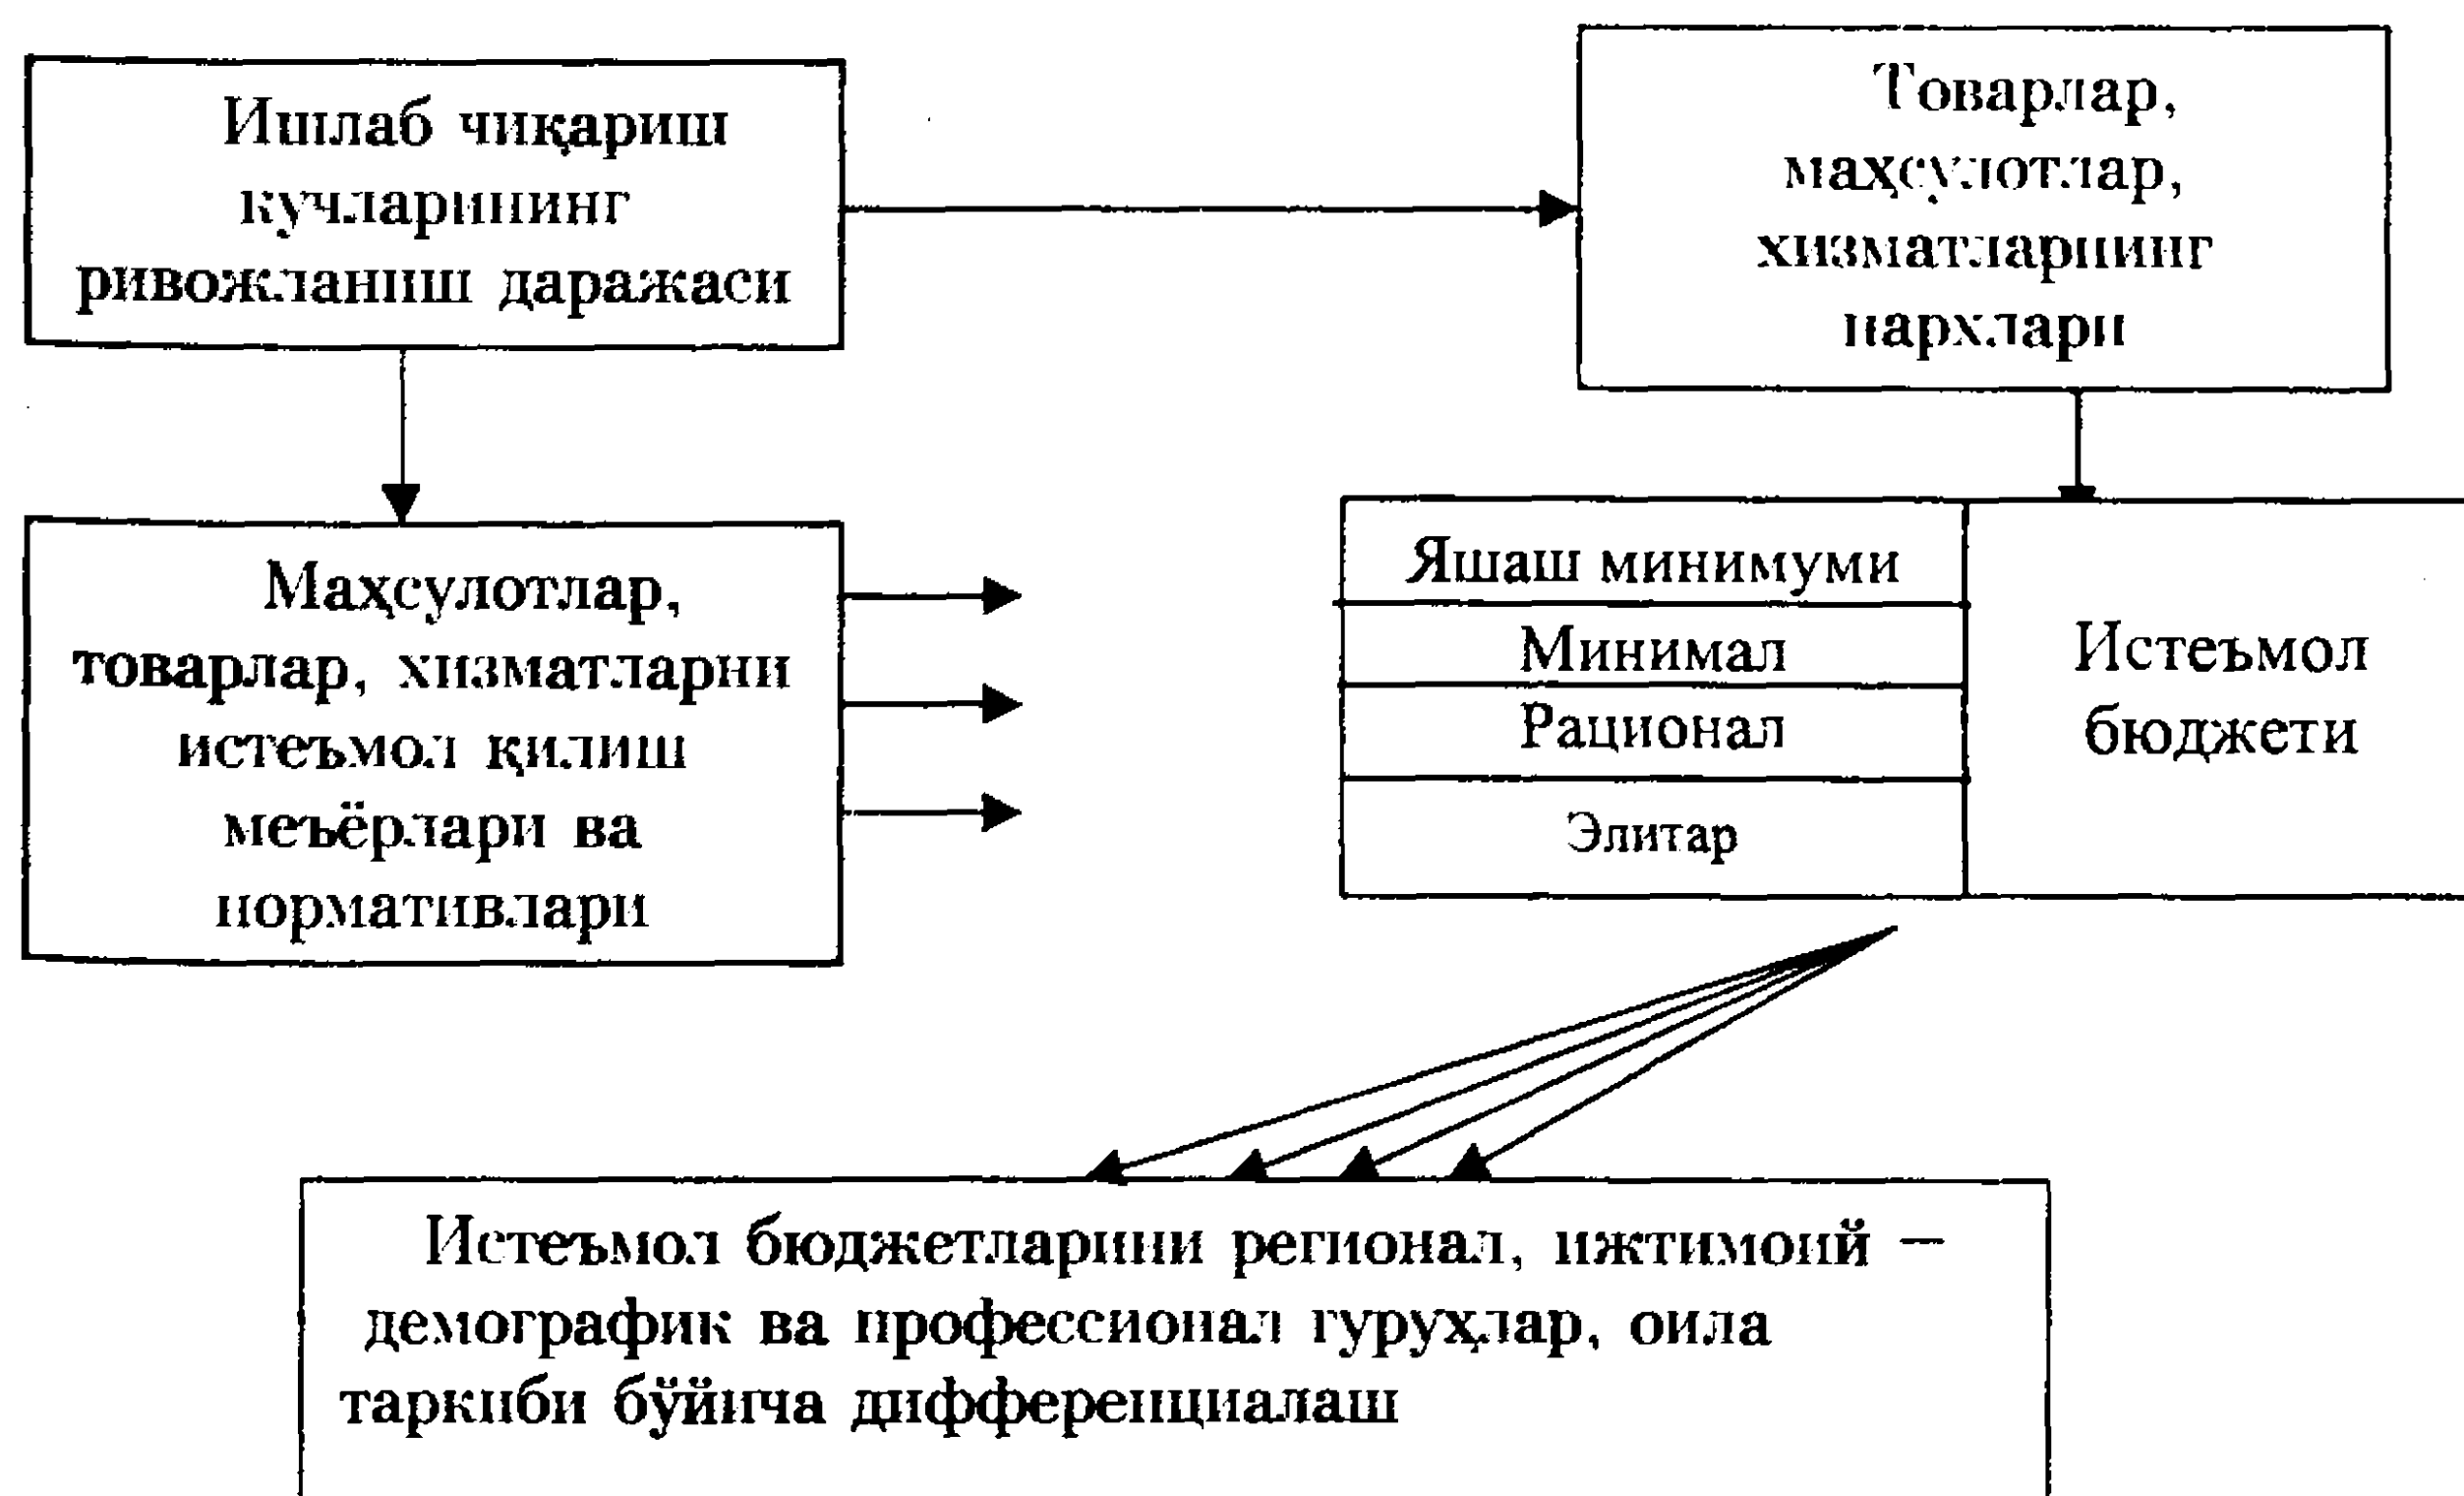 Ишлаб чиқариш
кучларининг
ривожланиш даражаси
Товарлар,
маҳсулотлар,
хизматларнинг
нархлари
Маҳсулотлар,
товарлар, хизматларни
истеъмол қилиш
меъёрлари ва
нормативлари
Яшаш минимуми
Минимал
Рационал
Элитар
Истеъмол
бюджети
Истеъмол бюджетларини регионал, ижтимоий —
демографик ва профессионал гуруҳлар, оила
таркиби бўйича дифференциалаш